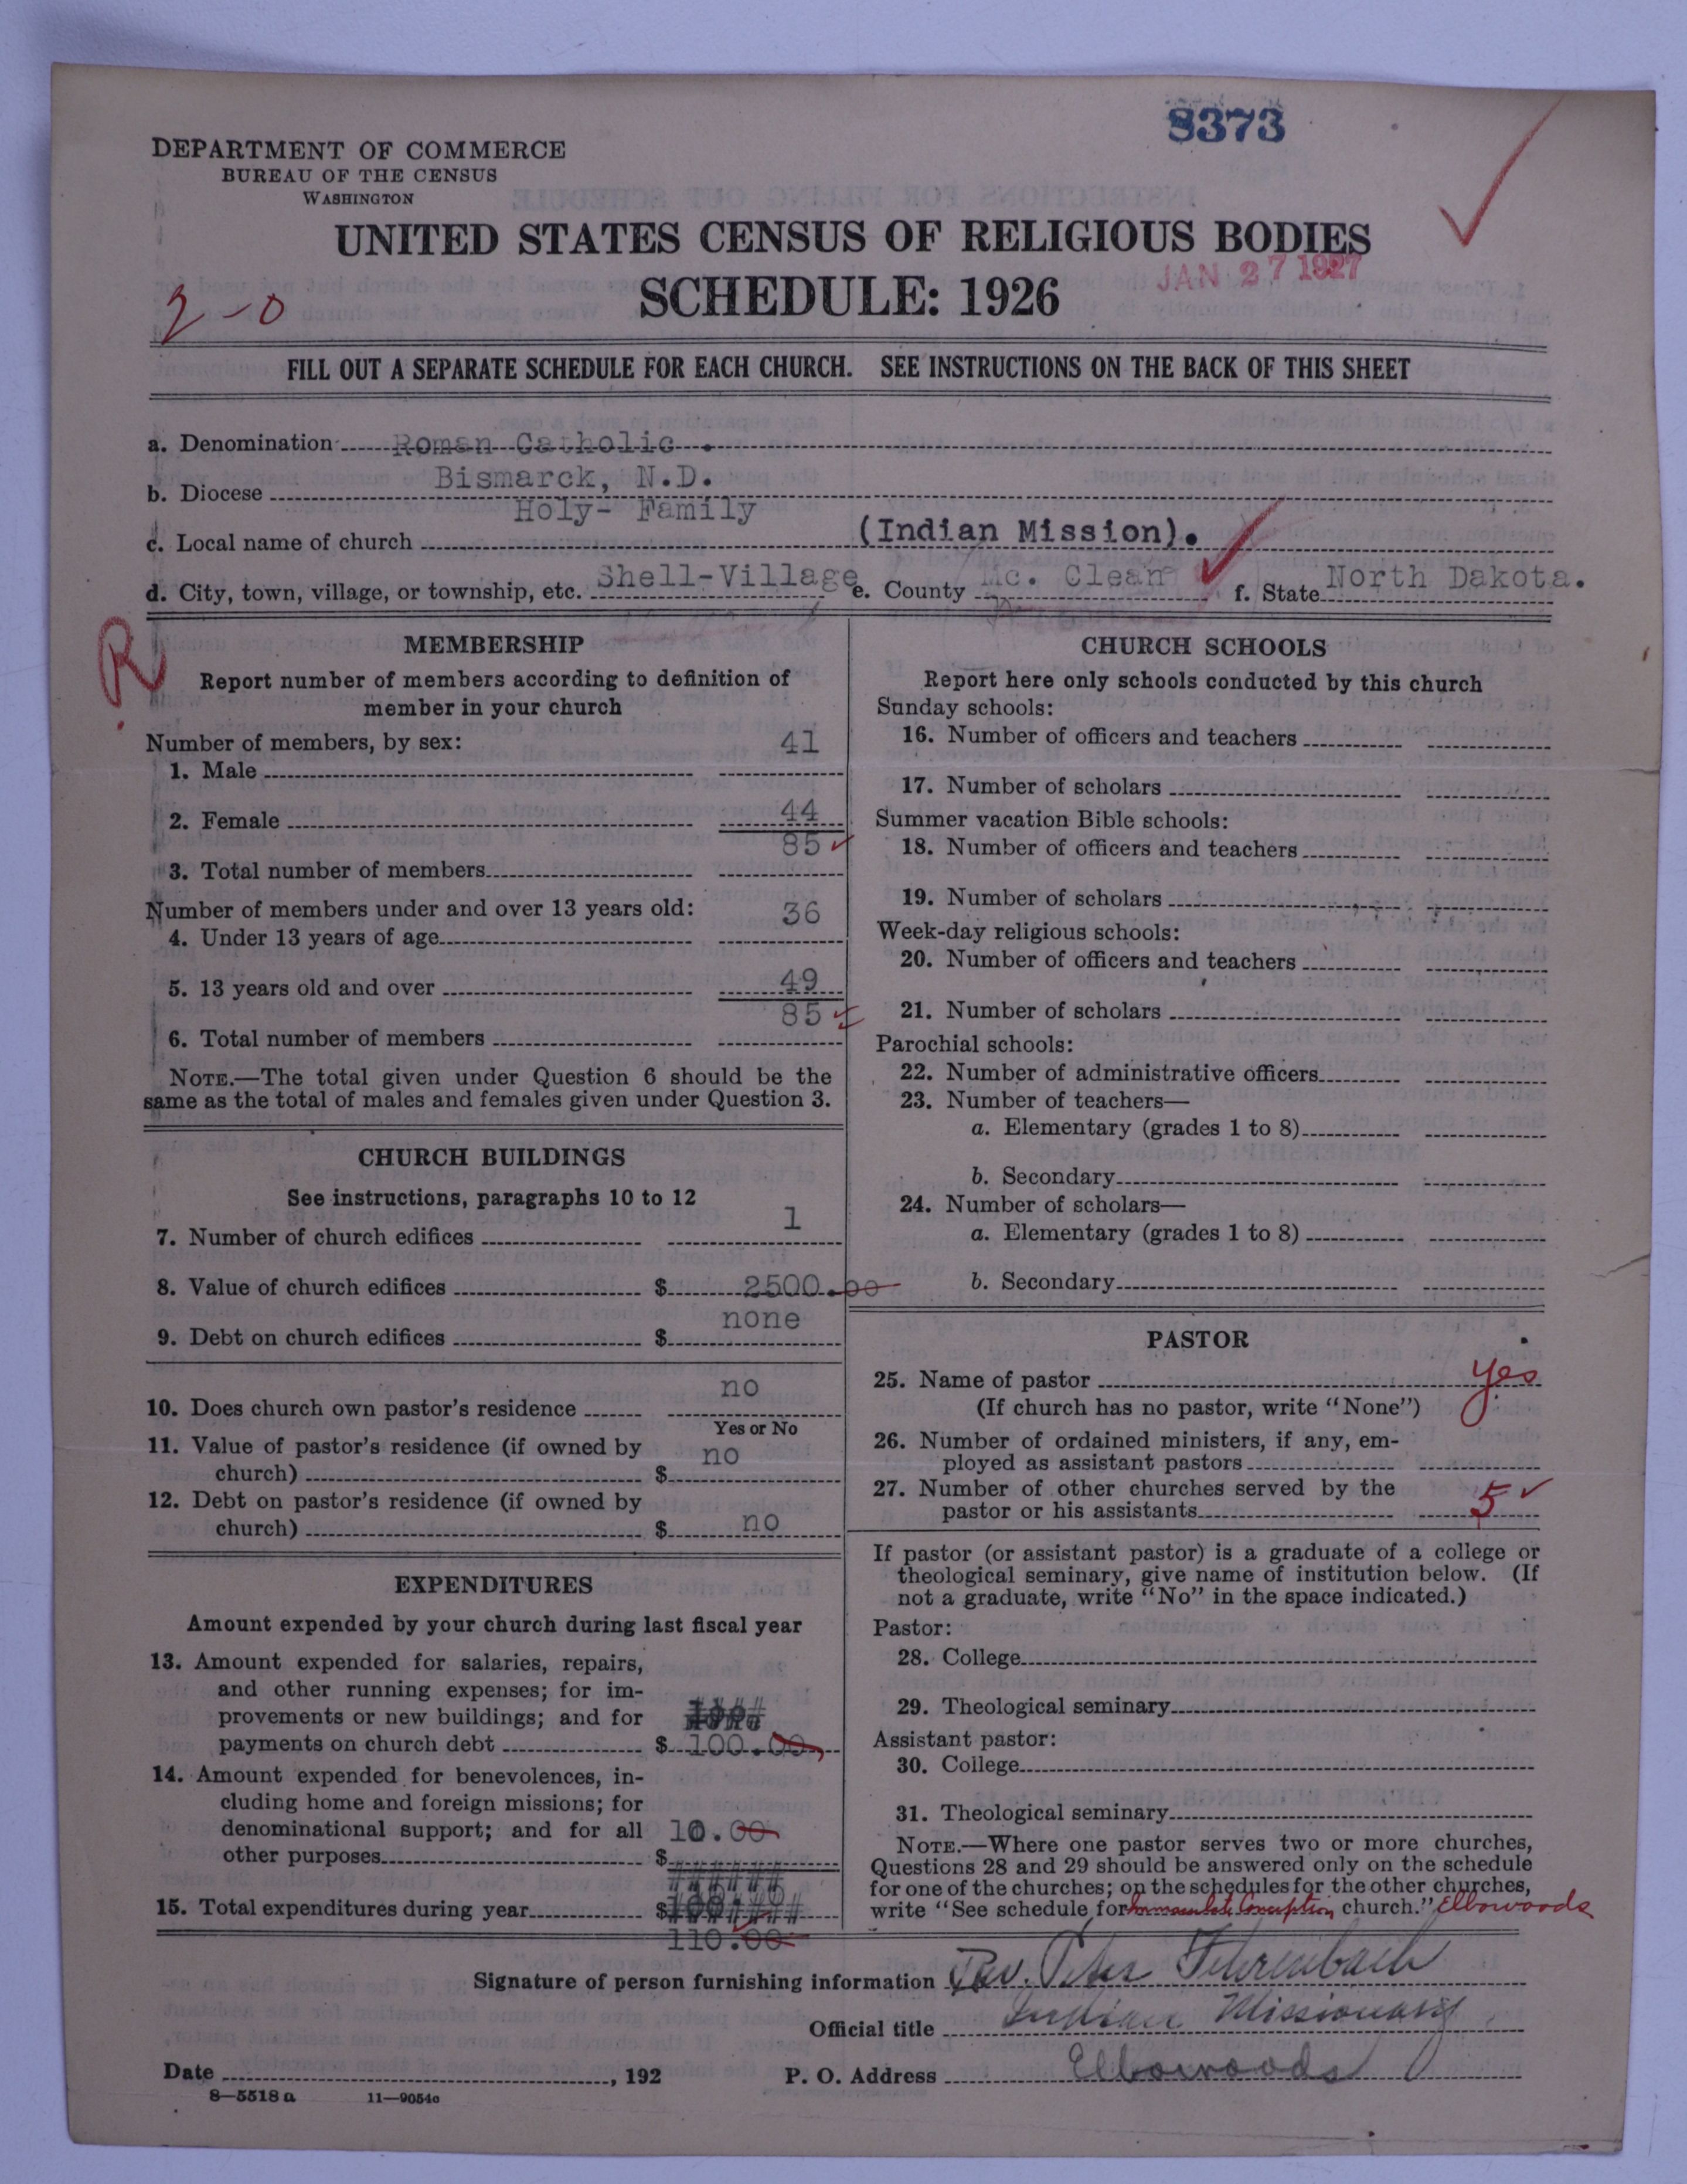 8373
DEPARTMENT OF COMMERCE
BUREAU OF THE CENSUS
WASHINGTON
UNITED STATES CENSUS OF RELIGIOUS BODIES
JAN 27 1927
SCHEDULE: 1926
2-0
FILL OUT A SEPARATE SCHEDULE FOR EACH CHURCH. SEE INSTRUCTIONS ON THE BACK OF THIS SHEET
a. Denomination Roman Catholic .
b. Diocese Bismarck, N.D.
c. Local name of church Holy- Family (Indian Mission).
d. City, town, village, or township, etc. Shell-Village e. County Mc. Clean f. State North Dakota.
R
MEMBERSHIP
Report number of members according to definition of
member in your church
Number of members, by sex:
1. Male 41
2. Female 44
3. Total number of members 85
Number of members under and over 13 years old:
4. Under 13 years of age 36
5. 13 years old and over 49
6. Total number of members 85
NOTE.—The total given under Question 6 should be the
same as the total of males and females given under Question 3.
CHURCH BUILDINGS
See instructions, paragraphs 10 to 12
7. Number of church edifices 1
8. Value of church edifices $ 2500.00
9. Debt on church edifices $ none
10. Does church own pastor's residence no
Yes or No
11. Value of pastor's residence (if owned by
church) $ no
12. Debt on pastor's residence (if owned by
church) $ no
EXPENDITURES
Amount expended by your church during last fiscal year
13. Amount expended for salaries, repairs,
and other running expenses; for im-
provements or new buildings; and for
payments on church debt $ 100.00
14. Amount expended for benevolences, in-
cluding home and foreign missions; for
denominational support; and for all
other purposes $ 10.00
15. Total expenditures during year $
110.00
CHURCH SCHOOLS
Report here only schools conducted by this church
Sunday schools:
16. Number of officers and teachers
17. Number of scholars
Summer vacation Bible schools:
18. Number of officers and teachers
19. Number of scholars
Week-day religious schools:
20. Number of officers and teachers
21. Number of scholars
Parochial schools:
22. Number of administrative officers
23. Number of teachers—
a. Elementary (grades 1 to 8)
b. Secondary
24. Number of scholars—
a. Elementary (grades 1 to 8)
b. Secondary
PASTOR
25. Name of pastor yes
(If church has no pastor, write "None")
26. Number of ordained ministers, if any, em-
ployed as assistant pastors
27. Number of other churches served by the
pastor or his assistants 5
If pastor (or assistant pastor) is a graduate of a college or
theological seminary, give name of institution below. (If
not a graduate, write "No" in the space indicated.)
Pastor:
28. College
29. Theological seminary
Assistant pastor:
30. College
31. Theological seminary
NOTE.—Where one pastor serves two or more churches,
Questions 28 and 29 should be answered only on the schedule
for one of the churches; on the schedules for the other churches,
write "See schedule for Immaculate Conception church." Elbowoods
Signature of person furnishing information Rev. Peter Fehrenbach
Official title Indian Missionary
Date , 192 P. O. Address Elbowoods
8—5518 a 11—9054c